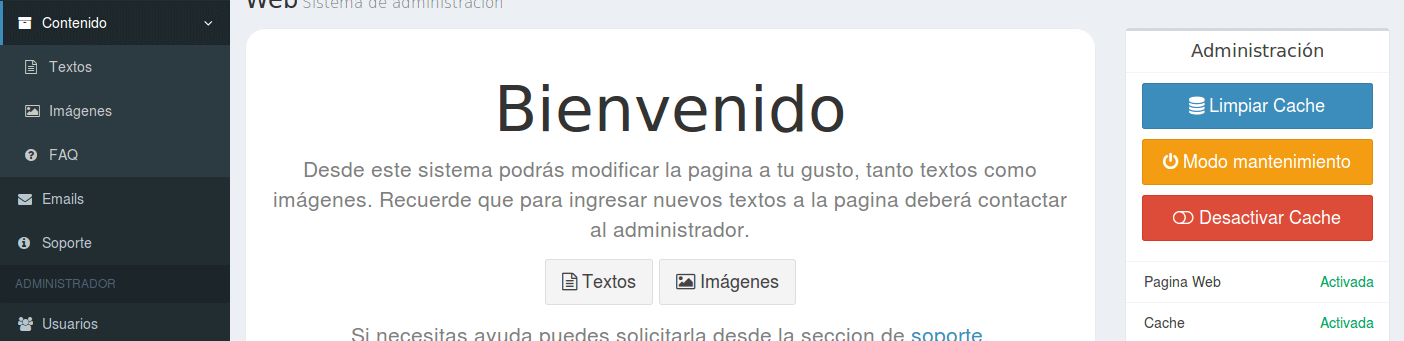 Contenido
Textos
Imágenes
FAQ
Emails
Soporte
ADMINISTRADOR
Usuarios
Web Sistema de administración
Bienvenido
Desde este sistema podrás modificar la pagina a tu gusto, tanto textos como
imágenes. Recuerde que para ingresar nuevos textos a la pagina deberá contactar
al administrador.
Textos Imágenes
Si necesitas ayuda puedes solicitarla desde la seccion de soporte
Administración
Limpiar Cache
Modo mantenimiento
Desactivar Cache
Pagina Web Activada
Cache Activada